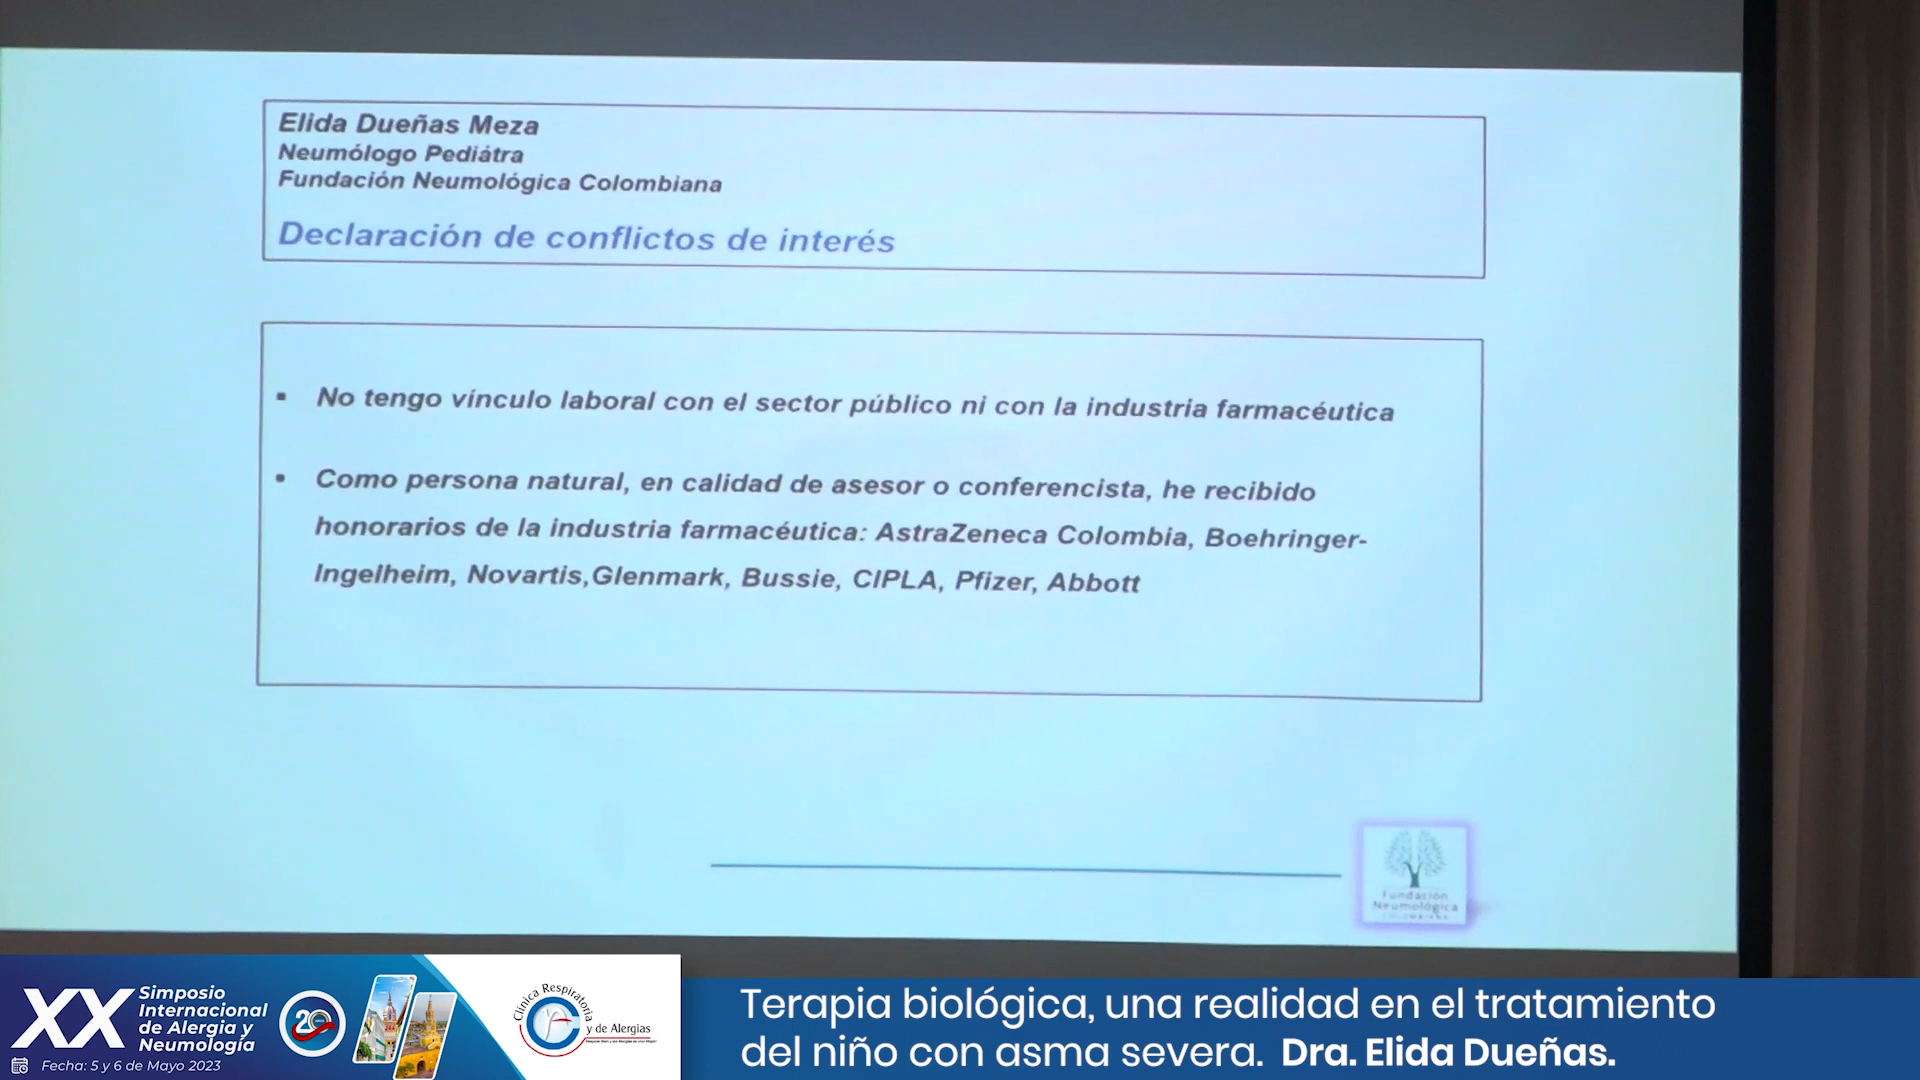 Elida Dueñas Meza
Neumólogo Pediátra
Fundación Neumológica Colombiana
Declaración de conflictos de interés
▪ No tengo vínculo laboral con el sector público ni con la industria farmacéutica
▪ Como persona natural, en calidad de asesor o conferencista, he recibido
honorarios de la industria farmacéutica: AstraZeneca Colombia, Boehringer-
Ingelheim, Novartis,Glenmark, Bussie, CIPLA, Pfizer, Abbott
Fundación
Neumológica
COLOMBIANA
XX Simposio
Internacional
de Alergia y
Neumología
Fecha: 5 y 6 de Mayo 2023
20
Clínica Respiratoria
y de Alergias
Terapia biológica, una realidad en el tratamiento
del niño con asma severa. Dra. Elida Dueñas.